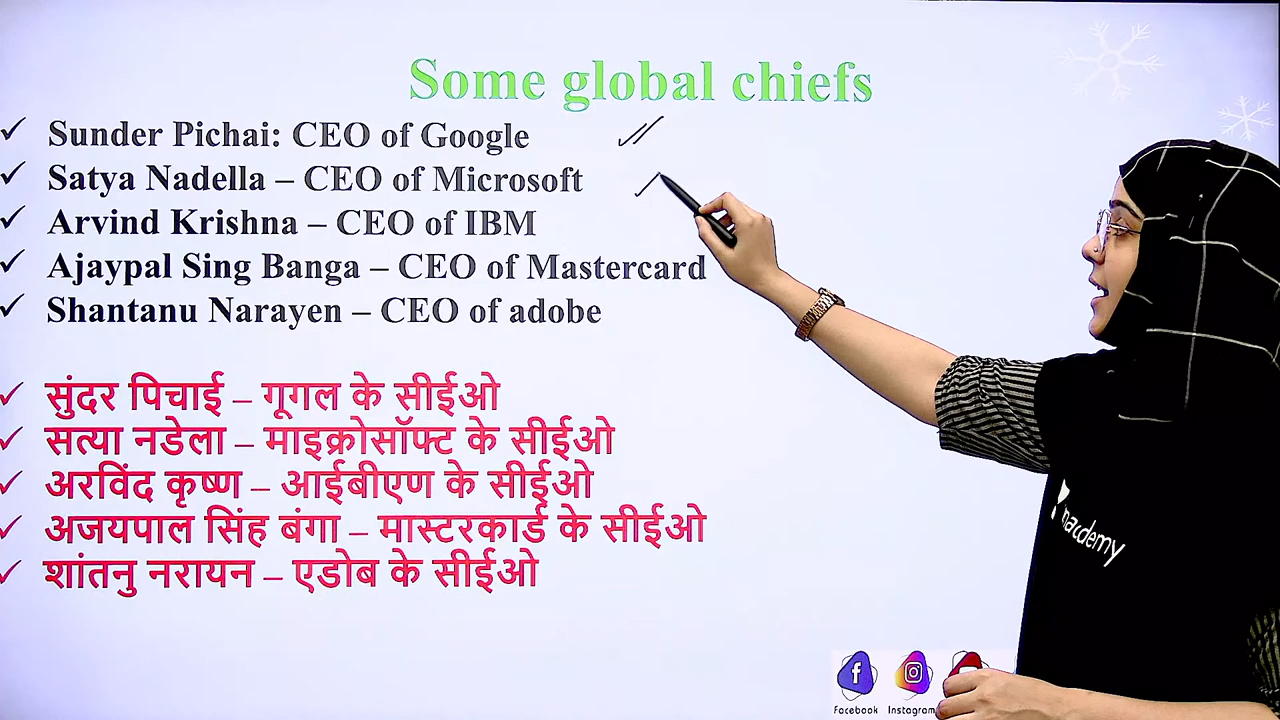 Some global chiefs
Sunder Pichai: CEO of Google
Satya Nadella – CEO of Microsoft
Arvind Krishna – CEO of IBM
Ajaypal Sing Banga – CEO of Mastercard
Shantanu Narayen – CEO of adobe
सुंदर पिचाई – गूगल के सीईओ
सत्या नडेला – माइक्रोसॉफ्ट के सीईओ
अरविंद कृष्ण – आईबीएण के सीईओ
अजयपाल सिंह बंगा – मास्टरकार्ड के सीईओ
शांतनु नरायन – एडोब के सीईओ
nacdemy
Facebook Instagram